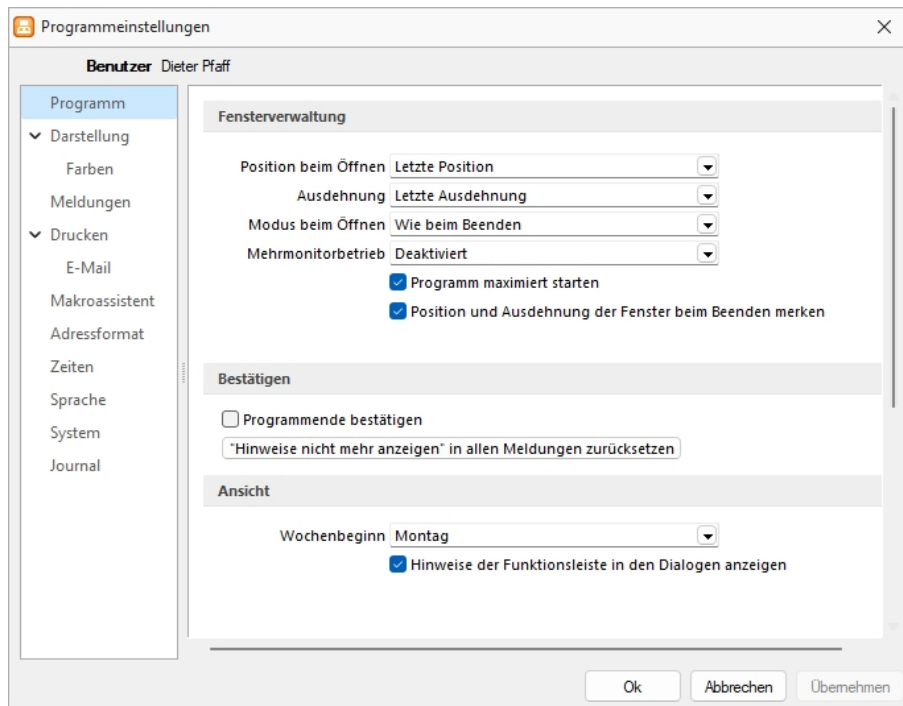 Programmeinstellungen
Benutzer Dieter Pfaff
Programm
Darstellung
Farben
Meldungen
Drucken
E-Mail
Makroassistent
Adressformat
Zeiten
Sprache
System
Journal
Fensterverwaltung
Position beim Öffnen Letzte Position
Ausdehnung Letzte Ausdehnung
Modus beim Öffnen Wie beim Beenden
Mehrmonitorbetrieb Deaktiviert
Programm maximiert starten
Position und Ausdehnung der Fenster beim Beenden merken
Bestätigen
Programmende bestätigen
"Hinweise nicht mehr anzeigen" in allen Meldungen zurücksetzen
Ansicht
Wochenbeginn Montag
Hinweise der Funktionsleiste in den Dialogen anzeigen
Ok Abbrechen Übernehmen